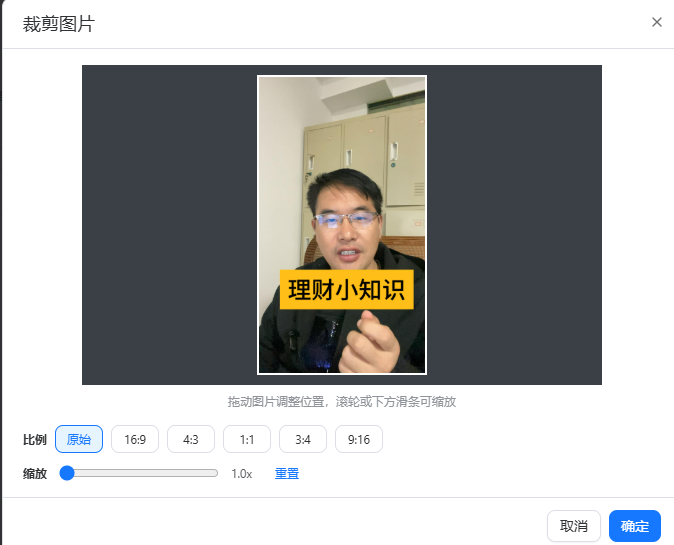 裁剪图片
理财小知识
拖动图片调整位置，滚轮或下方滑条可缩放
比例 原始 16:9 4:3 1:1 3:4 9:16
缩放 1.0x 重置
取消 确定